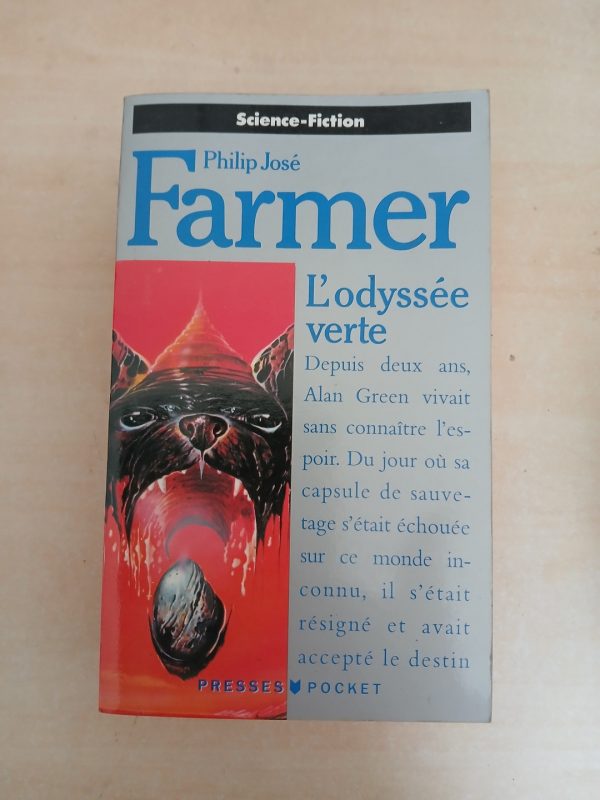 Science-Fiction
Philip José
Farmer
L'odyssée
verte
Depuis deux ans,
Alan Green vivait
sans connaître l'es-
poir. Du jour où sa
capsule de sauve-
tage s'était échouée
sur ce monde in-
connu, il s'était
résigné et avait
accepté le destin
PRESSES POCKET